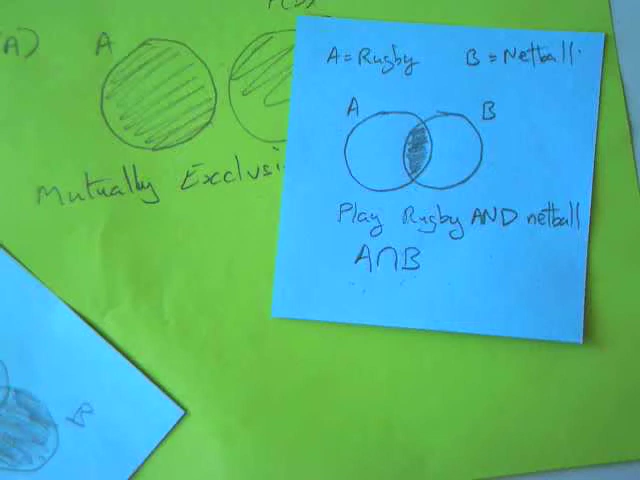 A)
A
Mutually Exclusi
A = Rugby B = Netball
A B
Play Rugby AND netball
A∩B
B